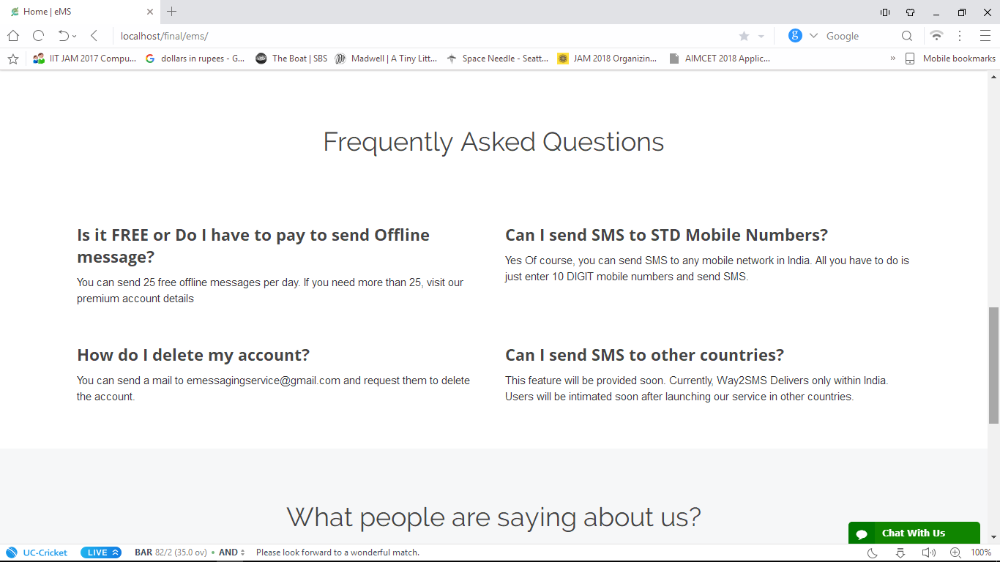 Home | eMS
localhost/final/ems/
Google
IIT JAM 2017 Compu...
dollars in rupees - G...
The Boat | SBS
Madwell | A Tiny Litt...
Space Needle - Seatt...
JAM 2018 Organizin...
AIMCET 2018 Applic...
»
Mobile bookmarks
Frequently Asked Questions
Is it FREE or Do I have to pay to send Offline
message?
You can send 25 free offline messages per day. If you need more than 25, visit our
premium account details
Can I send SMS to STD Mobile Numbers?
Yes Of course, you can send SMS to any mobile network in India. All you have to do is
just enter 10 DIGIT mobile numbers and send SMS.
How do I delete my account?
You can send a mail to emessagingservice@gmail.com and request them to delete
the account.
Can I send SMS to other countries?
This feature will be provided soon. Currently, Way2SMS Delivers only within India.
Users will be intimated soon after launching our service in other countries.
What people are saying about us?
Chat With Us
UC-Cricket
LIVE
BAR 82/2 (35.0 ov) • AND
Please look forward to a wonderful match.
100%